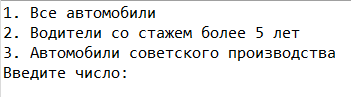 1. Все автомобили
2. Водители со стажем более 5 лет
3. Автомобили советского производства
Введите число: